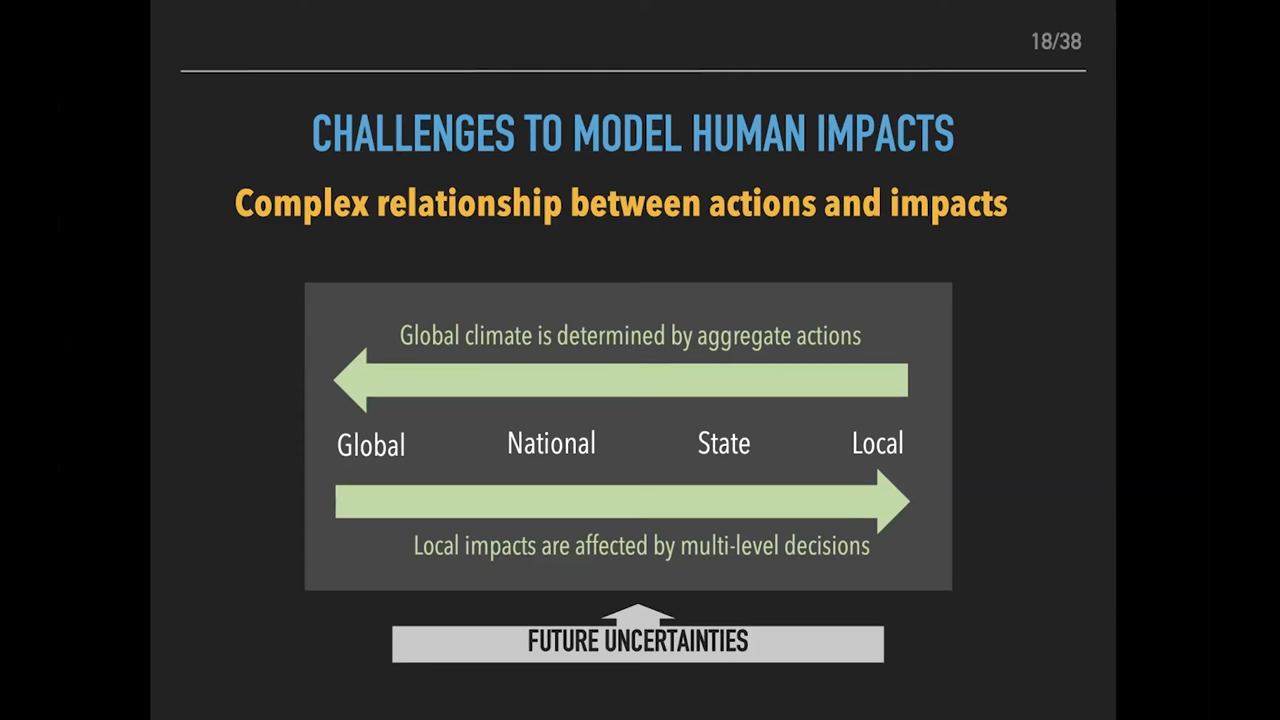 18/38
CHALLENGES TO MODEL HUMAN IMPACTS
Complex relationship between actions and impacts
Global climate is determined by aggregate actions
Global National State Local
Local impacts are affected by multi-level decisions
FUTURE UNCERTAINTIES